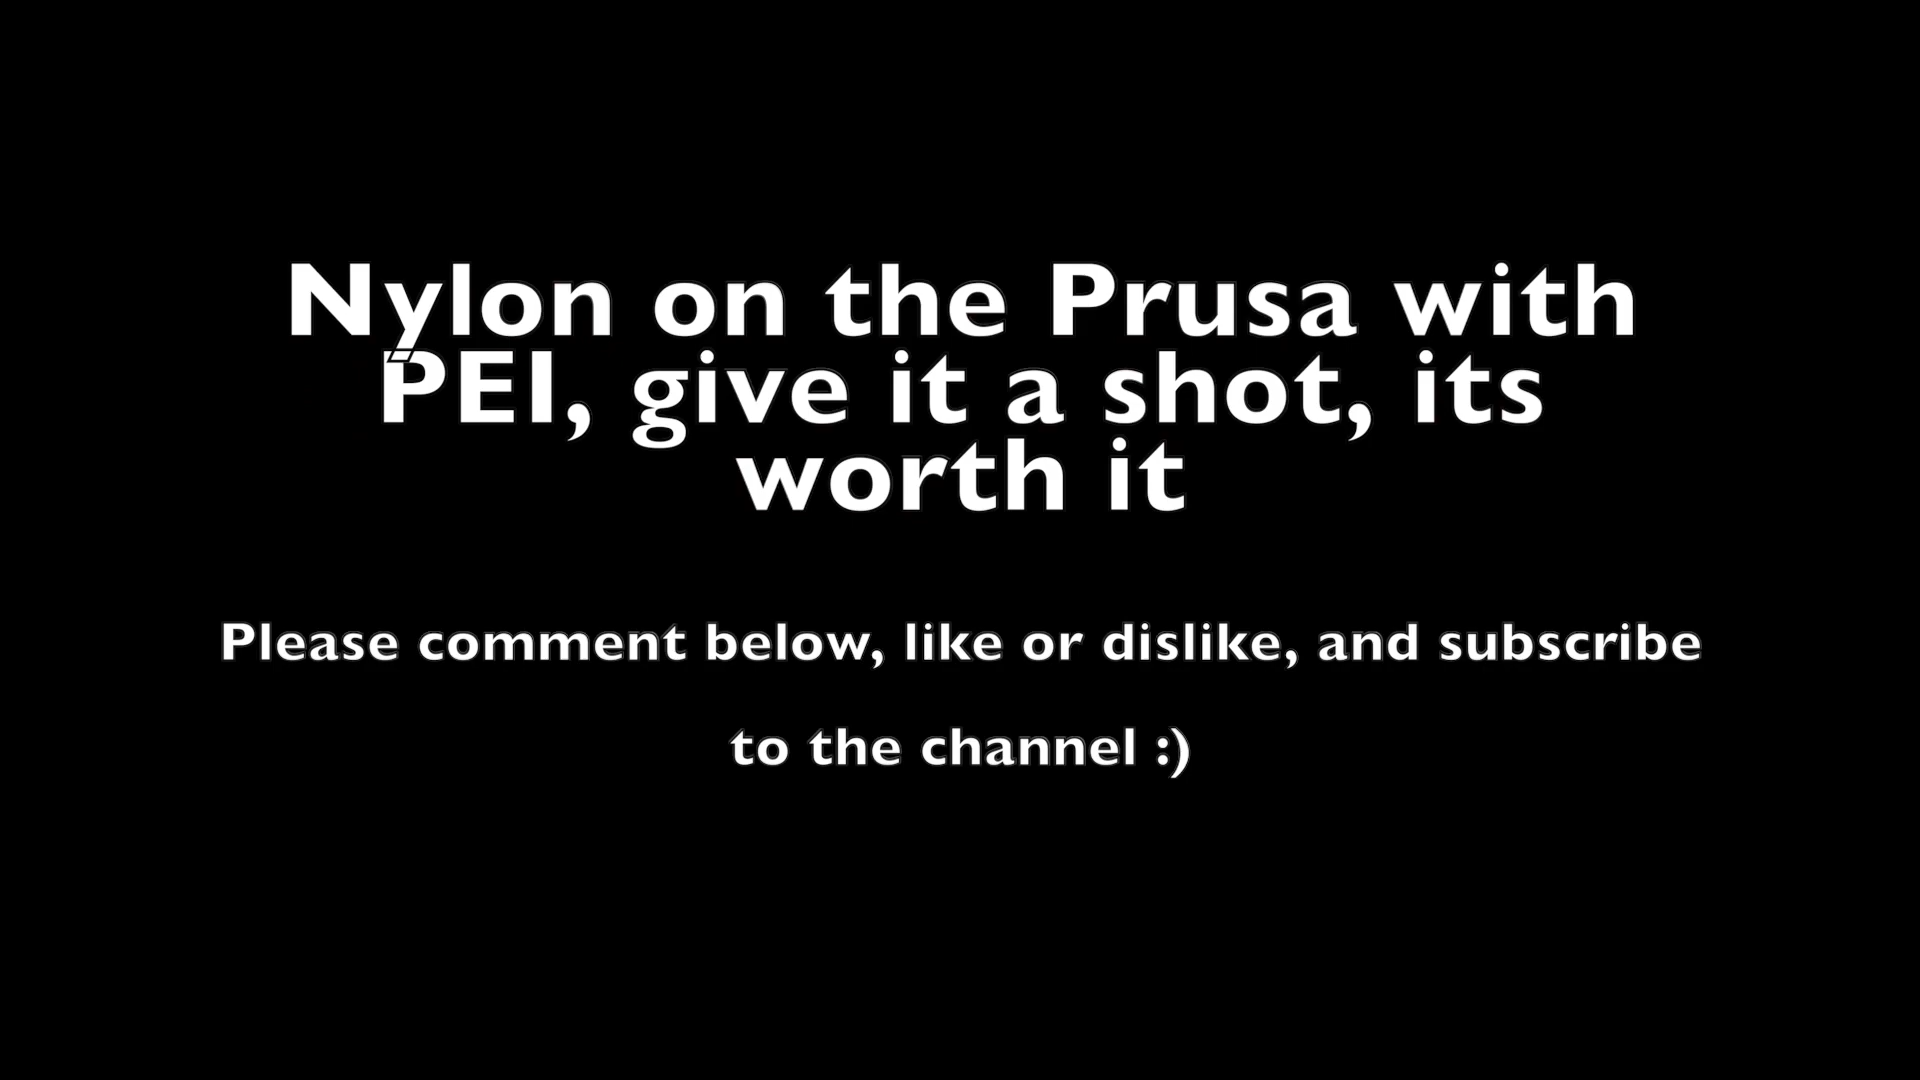 Nylon on the Prusa with
PEI, give it a shot, its
worth it
Please comment below, like or dislike, and subscribe
to the channel :)